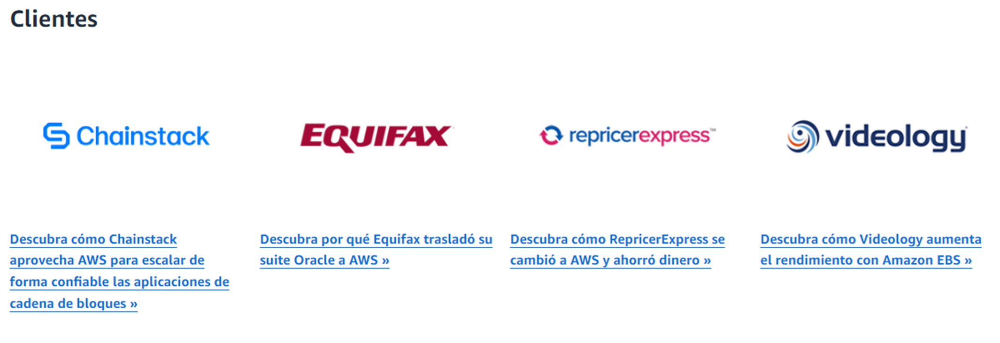 Clientes
Chainstack
EQUIFAX
repricerexpress™
videology
Descubra cómo Chainstack
aprovecha AWS para escalar de
forma confiable las aplicaciones de
cadena de bloques »
Descubra por qué Equifax trasladó su
suite Oracle a AWS »
Descubra cómo RepricerExpress se
cambió a AWS y ahorró dinero »
Descubra cómo Videology aumenta
el rendimiento con Amazon EBS »